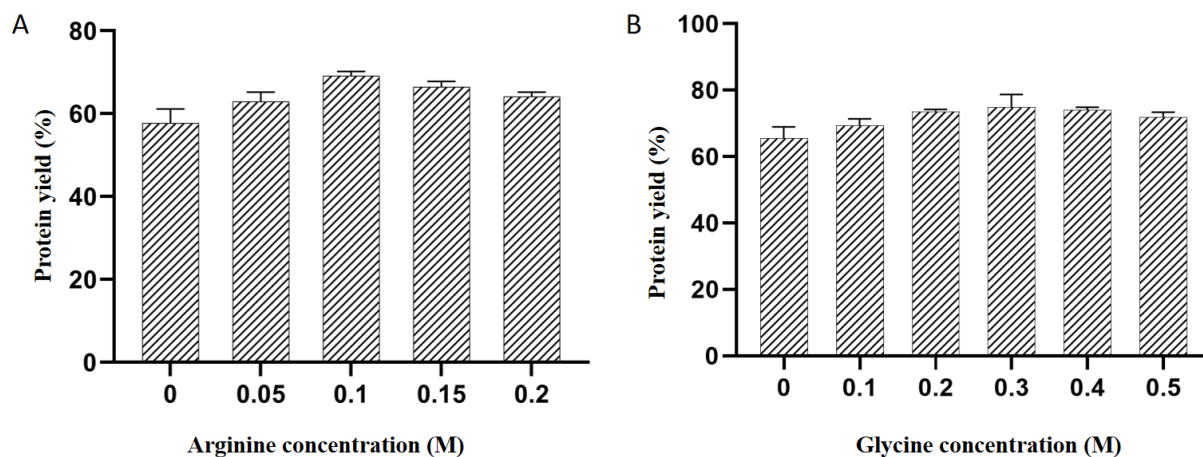 A
Protein yield (%)
80
60
40
20
0
0 0.05 0.1 0.15 0.2
Arginine concentration (M)
B
Protein yield (%)
100
80
60
40
20
0
0 0.1 0.2 0.3 0.4 0.5
Glycine concentration (M)